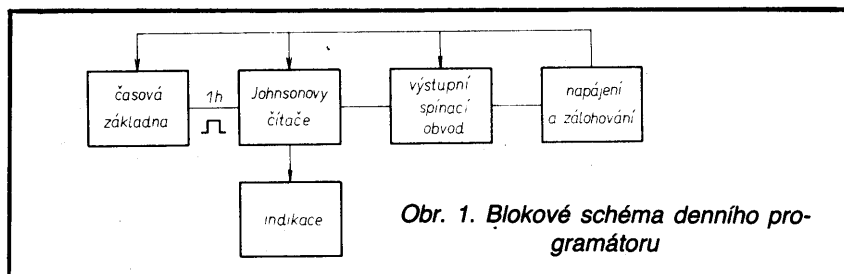 časová
základna
1h
Johnsonovy
čítače
výstupní
spínací
obvod
napájení
a zálohování
indikace
Obr. 1. Blokové schéma denního pro-
gramátoru